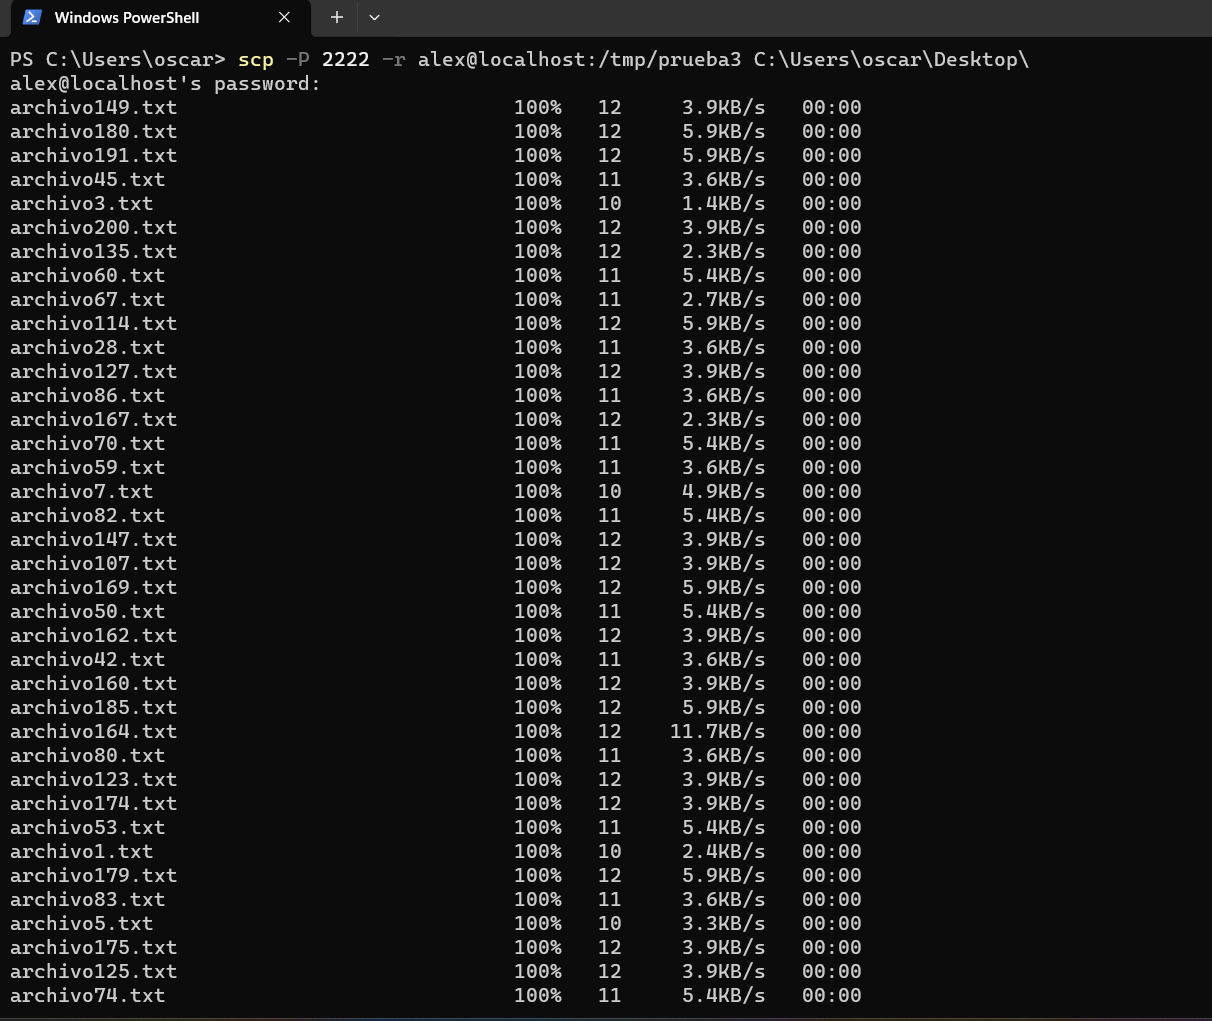 Windows PowerShell
PS C:\Users\oscar> scp -P 2222 -r alex@localhost:/tmp/prueba3 C:\Users\oscar\Desktop\
alex@localhost's password:
archivo149.txt 100% 12 3.9KB/s 00:00
archivo180.txt 100% 12 5.9KB/s 00:00
archivo191.txt 100% 12 5.9KB/s 00:00
archivo45.txt 100% 11 3.6KB/s 00:00
archivo3.txt 100% 10 1.4KB/s 00:00
archivo200.txt 100% 12 3.9KB/s 00:00
archivo135.txt 100% 12 2.3KB/s 00:00
archivo60.txt 100% 11 5.4KB/s 00:00
archivo67.txt 100% 11 2.7KB/s 00:00
archivo114.txt 100% 12 5.9KB/s 00:00
archivo28.txt 100% 11 3.6KB/s 00:00
archivo127.txt 100% 12 3.9KB/s 00:00
archivo86.txt 100% 11 3.6KB/s 00:00
archivo167.txt 100% 12 2.3KB/s 00:00
archivo70.txt 100% 11 5.4KB/s 00:00
archivo59.txt 100% 11 3.6KB/s 00:00
archivo7.txt 100% 10 4.9KB/s 00:00
archivo82.txt 100% 11 5.4KB/s 00:00
archivo147.txt 100% 12 3.9KB/s 00:00
archivo107.txt 100% 12 3.9KB/s 00:00
archivo169.txt 100% 12 5.9KB/s 00:00
archivo50.txt 100% 11 5.4KB/s 00:00
archivo162.txt 100% 12 3.9KB/s 00:00
archivo42.txt 100% 11 3.6KB/s 00:00
archivo160.txt 100% 12 3.9KB/s 00:00
archivo185.txt 100% 12 5.9KB/s 00:00
archivo164.txt 100% 12 11.7KB/s 00:00
archivo80.txt 100% 11 3.6KB/s 00:00
archivo123.txt 100% 12 3.9KB/s 00:00
archivo174.txt 100% 12 3.9KB/s 00:00
archivo53.txt 100% 11 5.4KB/s 00:00
archivo1.txt 100% 10 2.4KB/s 00:00
archivo179.txt 100% 12 5.9KB/s 00:00
archivo83.txt 100% 11 3.6KB/s 00:00
archivo5.txt 100% 10 3.3KB/s 00:00
archivo175.txt 100% 12 3.9KB/s 00:00
archivo125.txt 100% 12 3.9KB/s 00:00
archivo74.txt 100% 11 5.4KB/s 00:00